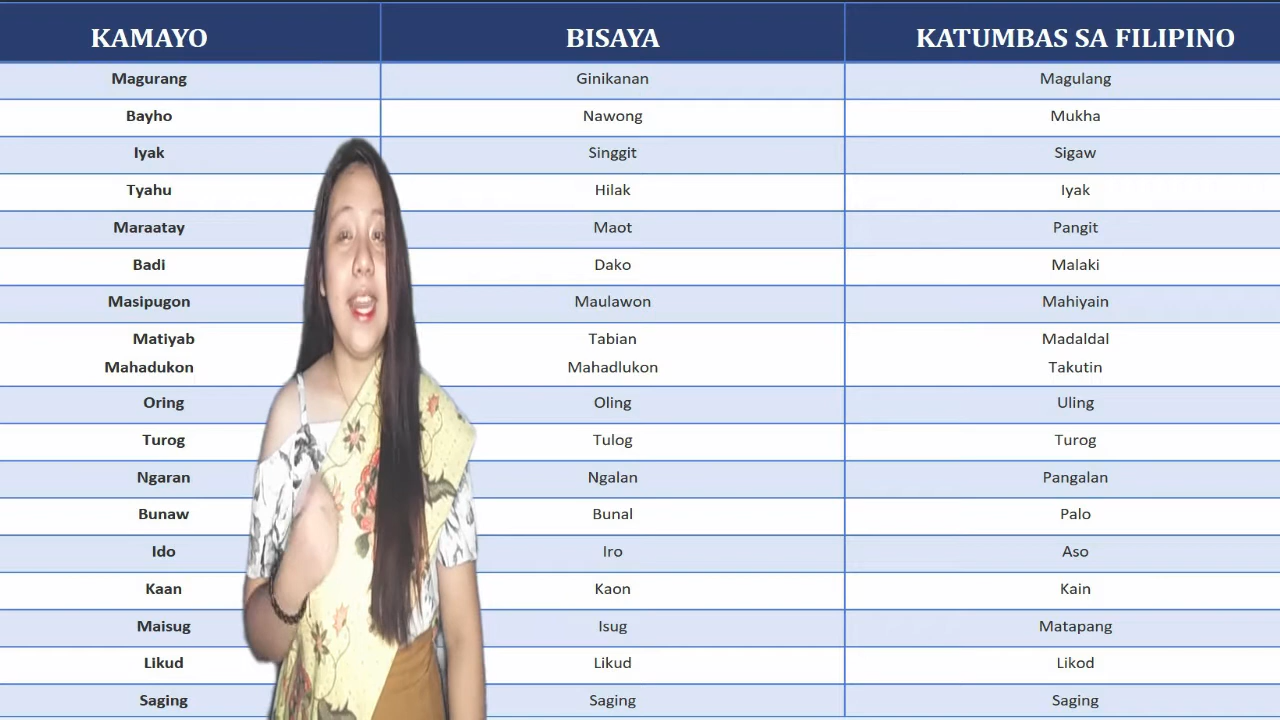 KAMAYO BISAYA KATUMBAS SA FILIPINO
Magurang Ginikanan Magulang
Bayho Nawong Mukha
Iyak Singgit Sigaw
Tyahu Hilak Iyak
Maraatay Maot Pangit
Badi Dako Malaki
Masipugon Maulawon Mahiyain
Matiyab Tabian Madaldal
Mahadukon Mahadlukon Takutin
Oring Oling Uling
Turog Tulog Turog
Ngaran Ngalan Pangalan
Bunaw Bunal Palo
Ido Iro Aso
Kaan Kaon Kain
Maisug Isug Matapang
Likud Likud Likod
Saging Saging Saging